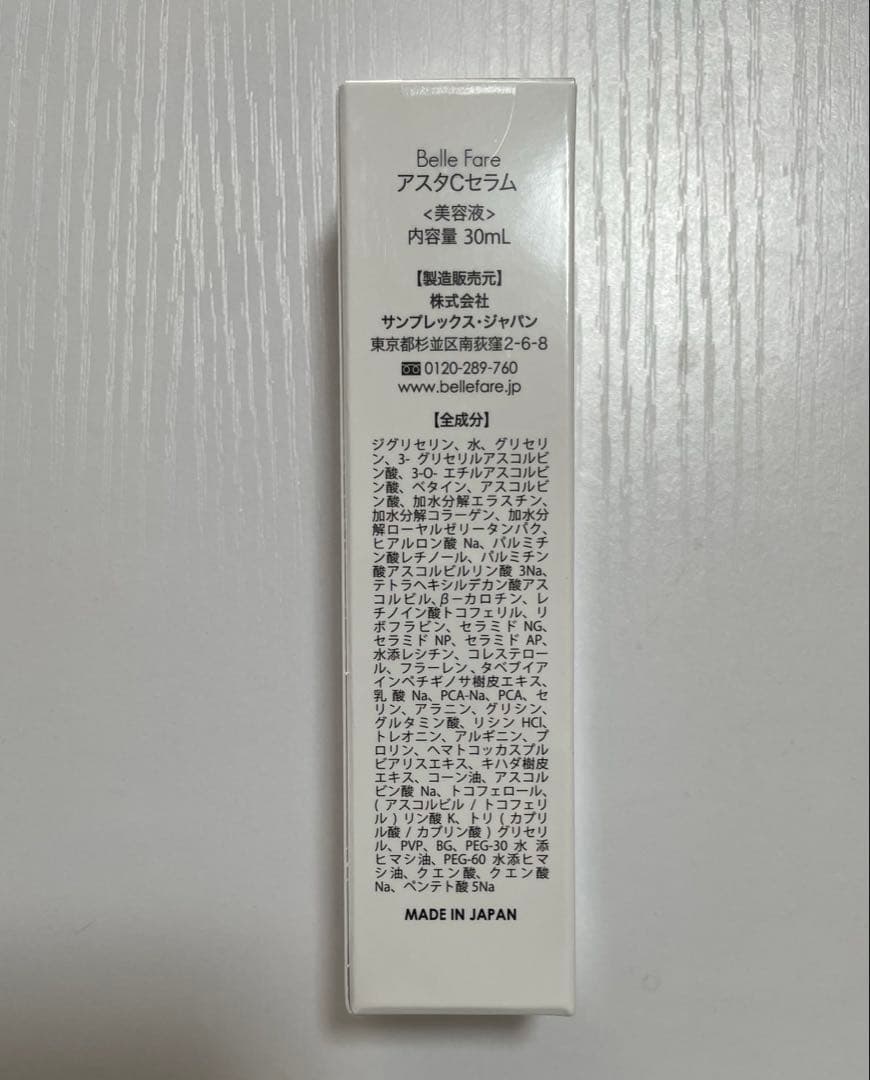 Belle Fare
アスタCセラム
<美容液>
内容量 30mL
【製造販売元】
株式会社
サンプレックス・ジャパン
東京都杉並区南荻窪2-6-8
0120-289-760
www.bellefare.jp
【全成分】
ジグリセリン、水、グリセリ
ン、3- グリセリルアスコルビ
ン酸、3-O- エチルアスコルビ
ン酸、ベタイン、アスコルビ
ン酸、加水分解エラスチン、
加水分解コラーゲン、加水分
解ローヤルゼリータンパク、
ヒアルロン酸 Na、パルミチ
ン酸レチノール、パルミチン
酸アスコルビルリン酸 3Na、
テトラヘキシルデカン酸アス
コルビル、β－カロチン、レ
チノイン酸トコフェリル、リ
ボフラビン、セラミド NG、
セラミド NP、セラミド AP、
水添レシチン、コレステロー
ル、フラーレン、タベブイア
インペチギノサ樹皮エキス、
乳酸 Na、PCA-Na、PCA、セ
リン、アラニン、グリシン、
グルタミン酸、リシン HCl、
トレオニン、アルギニン、プ
ロリン、ヘマトコッカスプル
ビアリスエキス、キハダ樹皮
エキス、コーン油、アスコル
ビン酸 Na、トコフェロール、
( アスコルビル / トコフェリ
ル ) リン酸 K、トリ ( カプリ
ル酸 / カプリン酸 ) グリセリ
ル、PVP、BG、PEG-30 水 添
ヒマシ油、PEG-60 水添ヒマ
シ油、クエン酸、クエン酸
Na、ペンテト酸 5Na
MADE IN JAPAN